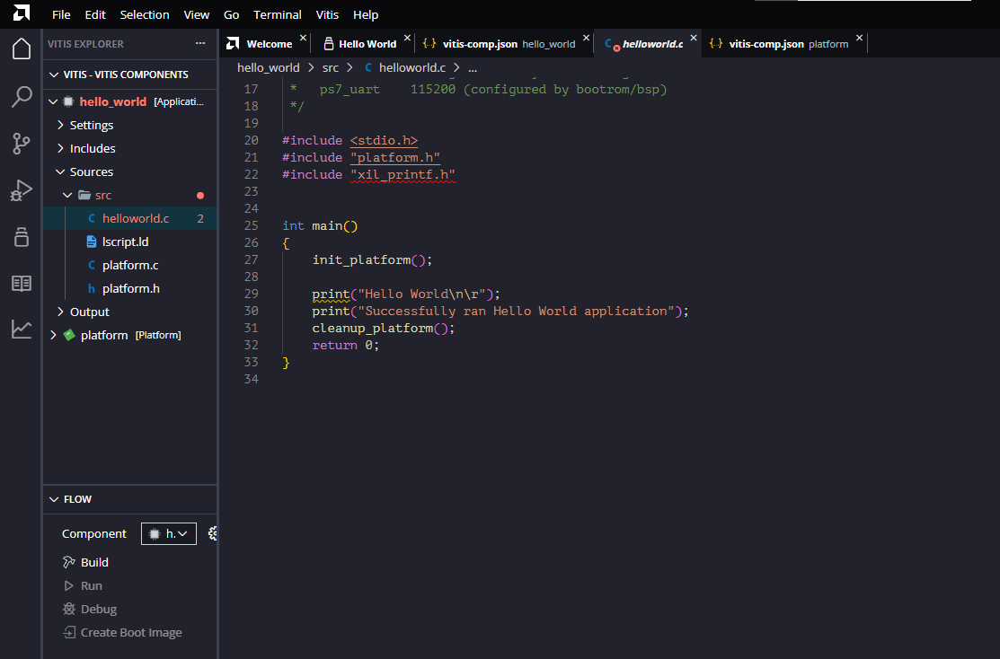 File Edit Selection View Go Terminal Vitis Help
VITIS EXPLORER ...
Welcome Hello World {} vitis-comp.json hello_world C helloworld.c {} vitis-comp.json platform
hello_world > src > C helloworld.c > ...
VITIS - VITIS COMPONENTS
hello_world [Applicati...
Settings
Includes
Sources
src
C helloworld.c 2
lscript.ld
C platform.c
h platform.h
Output
platform [Platform]
FLOW
Component h.
Build
Run
Debug
Create Boot Image
17 * ps7_uart 115200 (configured by bootrom/bsp)
18 */
19
20 #include <stdio.h>
21 #include "platform.h"
22 #include "xil_printf.h"
23
24
25 int main()
26 {
27 init_platform();
28
29 print("Hello World\n\r");
30 print("Successfully ran Hello World application");
31 cleanup_platform();
32 return 0;
33 }
34